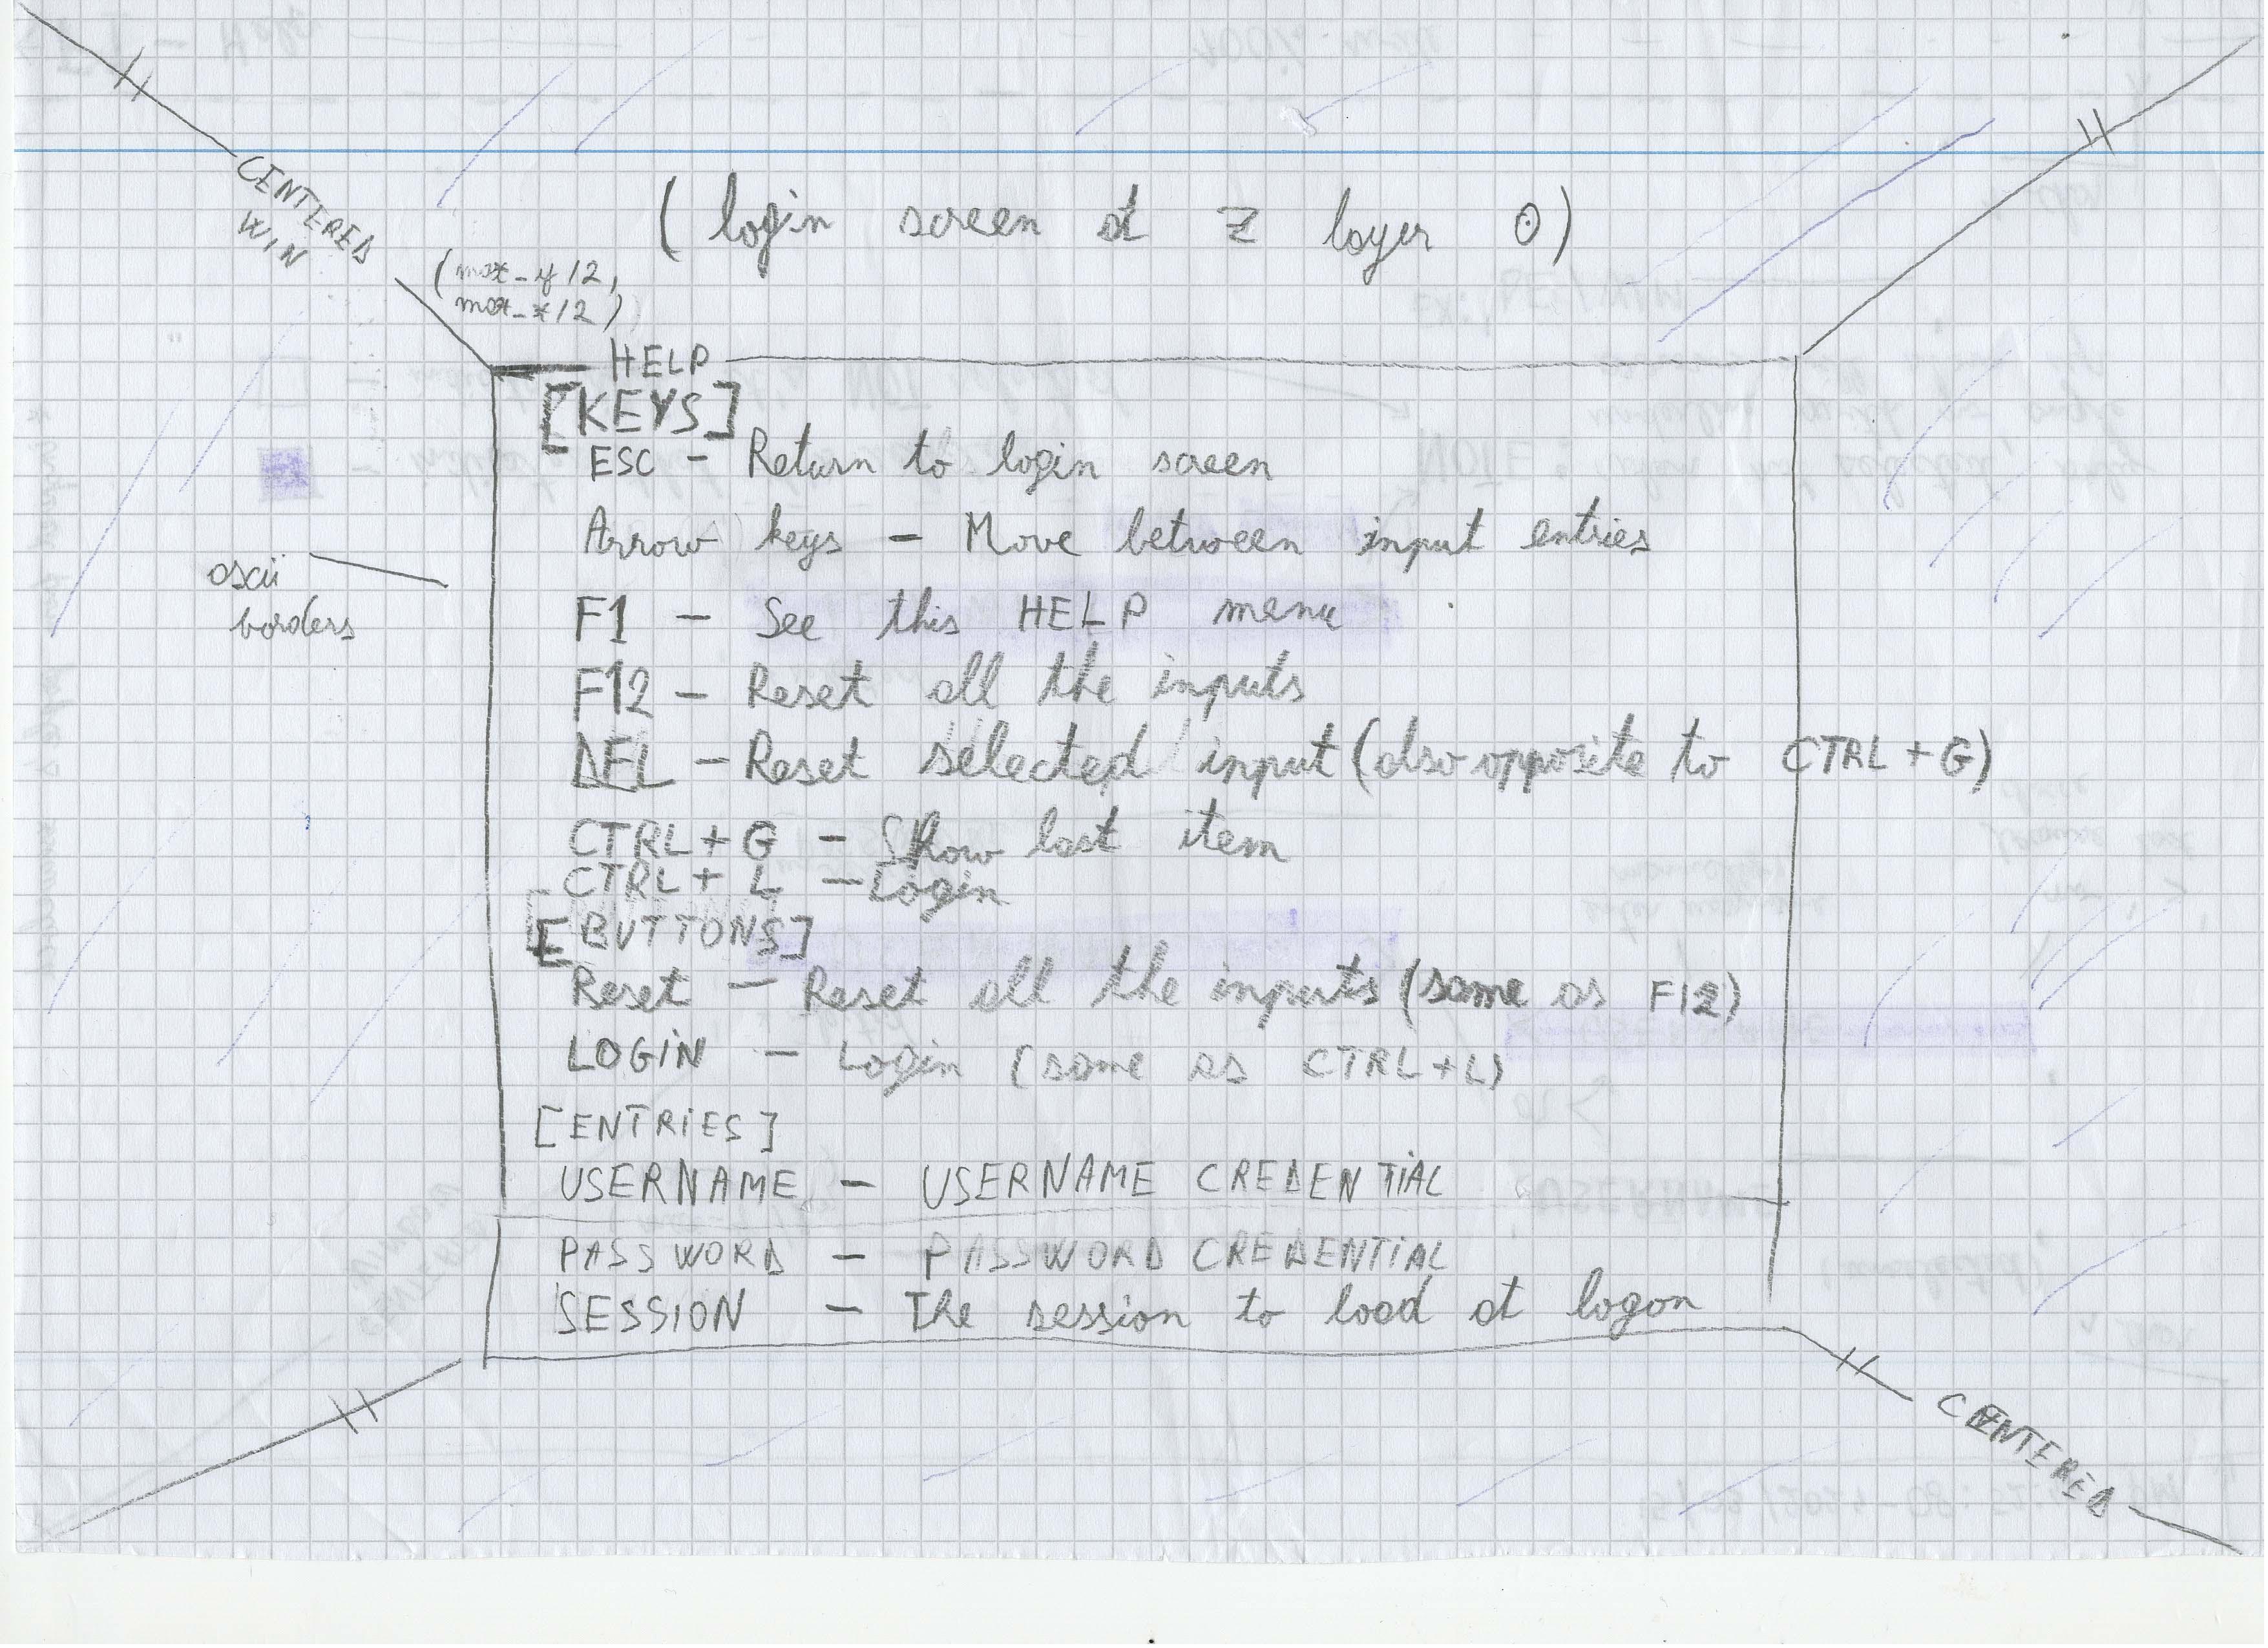 (login screen at Z layer 0)
CENTERED
WIN
(max_y/2,
max_x/2)
HELP
[KEYS]
ESC - Return to login screen
Arrow keys - Move between input entries
ascii
borders
F1 - See this HELP menu
F12 - Reset all the inputs
DEL - Reset selected input (also opposite to CTRL+G)
CTRL+G - Show last item
CTRL+L - Login
[BUTTONS]
Reset - Reset all the inputs (same as F12)
LOGIN - Login (same as CTRL+L)
[ENTRIES]
USERNAME - USERNAME CREDENTIAL
PASSWORD - PASSWORD CREDENTIAL
SESSION - The session to load at logon
CENTERED